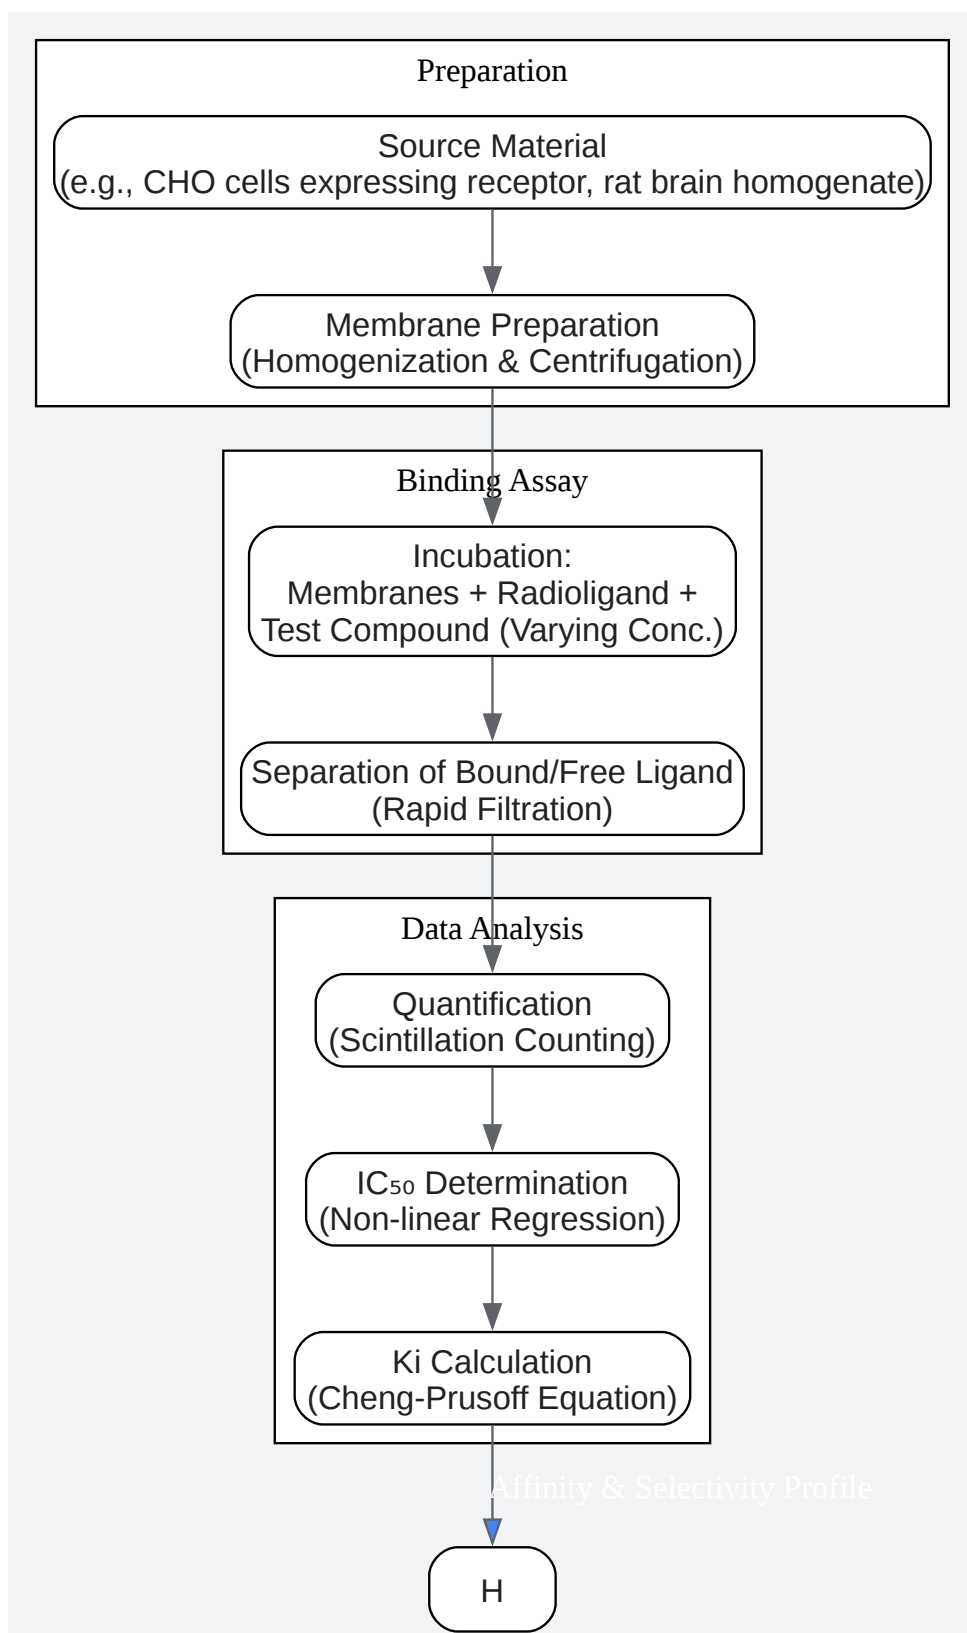 Preparation
Source Material
(e.g., CHO cells expressing receptor, rat brain homogenate)
Membrane Preparation
(Homogenization & Centrifugation)
Binding Assay
Incubation:
Membranes + Radioligand +
Test Compound (Varying Conc.)
Separation of Bound/Free Ligand
(Rapid Filtration)
Data Analysis
Quantification
(Scintillation Counting)
IC₅₀ Determination
(Non-linear Regression)
Ki Calculation
(Cheng-Prusoff Equation)
Affinity & Selectivity Profile
H